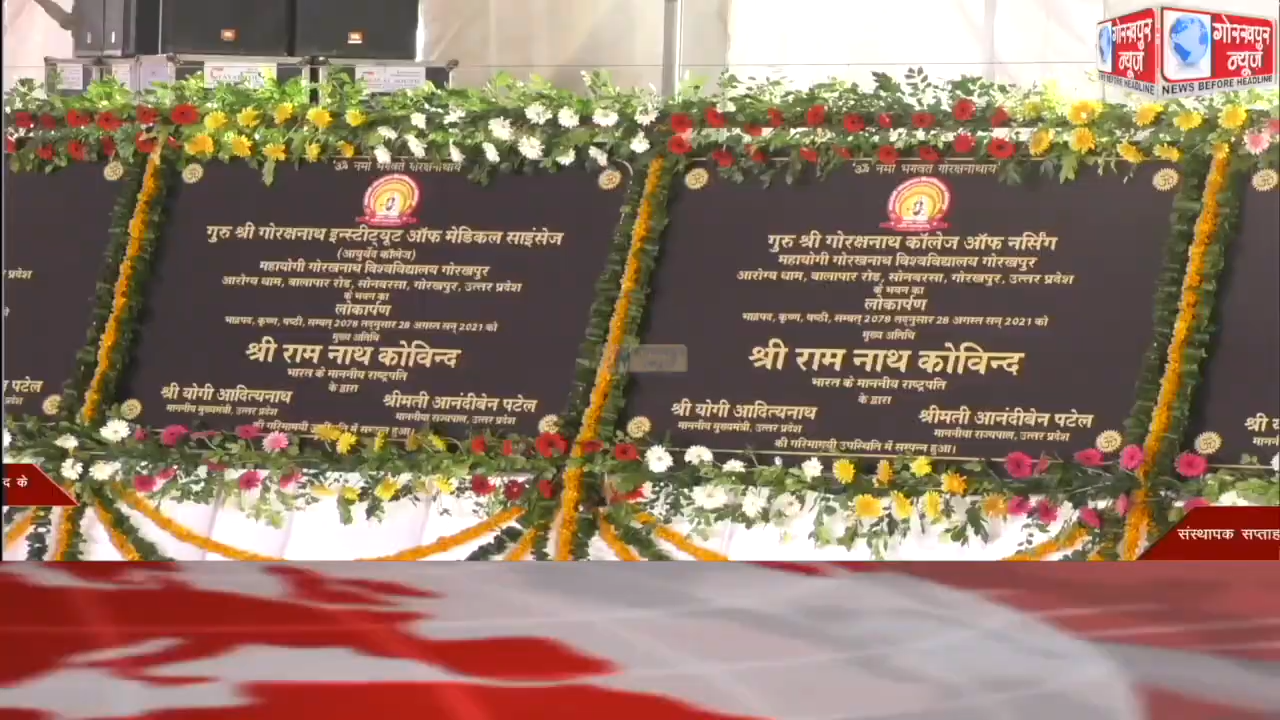 गोरखपुर न्यूज़
गोरखपुर न्यूज़
NEWS BEFORE HEADLINE
ॐ नमो भगवते गोरक्षनाथाय
गुरु श्री गोरक्षनाथ इन्स्टीट्यूट ऑफ मेडिकल साइंसेज
(आयुर्वेद कॉलेज)
महायोगी गोरखनाथ विश्वविद्यालय गोरखपुर
आरोग्य धाम, बालापार रोड, सोनबरसा, गोरखपुर, उत्तर प्रदेश
के भवन का
लोकार्पण
भाद्रपद, कृष्ण, षष्ठी, सम्वत् 2078 तद्नुसार 28 अगस्त सन् 2021 को
मुख्य अतिथि
श्री राम नाथ कोविन्द
भारत के माननीय राष्ट्रपति
के द्वारा
श्री योगी आदित्यनाथ
माननीय मुख्यमंत्री, उत्तर प्रदेश
श्रीमती आनंदीबेन पटेल
माननीया राज्यपाल, उत्तर प्रदेश
की गरिमामयी उपस्थिति में सम्पन्न हुआ।
ॐ नमो भगवते गोरक्षनाथाय
गुरु श्री गोरक्षनाथ कॉलेज ऑफ नर्सिंग
महायोगी गोरखनाथ विश्वविद्यालय गोरखपुर
आरोग्य धाम, बालापार रोड, सोनबरसा, गोरखपुर, उत्तर प्रदेश
के भवन का
लोकार्पण
भाद्रपद, कृष्ण, षष्ठी, सम्वत् 2078 तद्नुसार 28 अगस्त सन् 2021 को
मुख्य अतिथि
श्री राम नाथ कोविन्द
भारत के माननीय राष्ट्रपति
के द्वारा
श्री योगी आदित्यनाथ
माननीय मुख्यमंत्री, उत्तर प्रदेश
श्रीमती आनंदीबेन पटेल
माननीया राज्यपाल, उत्तर प्रदेश
की गरिमामयी उपस्थिति में सम्पन्न हुआ।
प्रदेश
पटेल
प्रदेश
के
संस्थापक सप्ताह